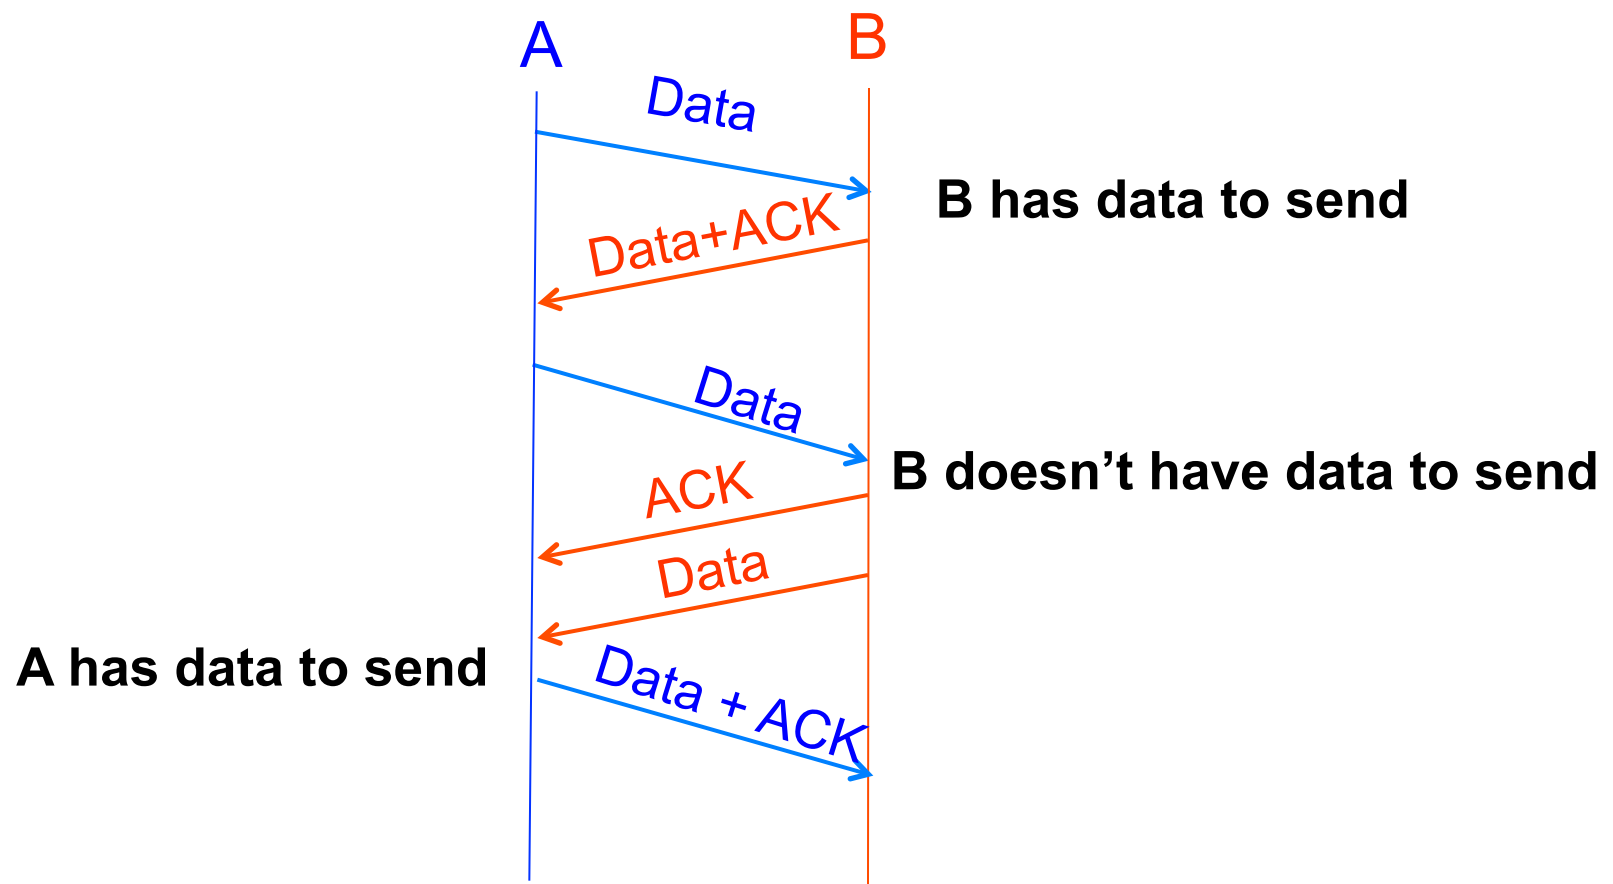 A
B
Data
B has data to send
Data+ACK
Data
B doesn’t have data to send
ACK
Data
A has data to send
Data + ACK